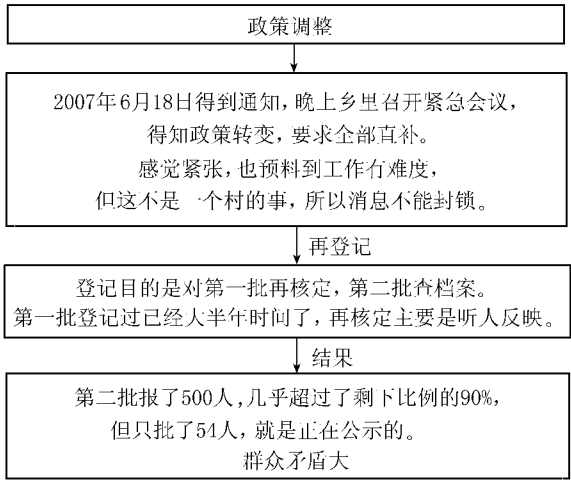 政策调整
2007年6月18日得到通知,晚上乡里召开紧急会议,
得知政策转变,要求全部直补。
感觉紧张,也预料到工作有难度,
但这不是一个村的事,所以消息不能封锁。
再登记
登记目的是对第一批再核定,第二批查档案。
第一批登记过已经大半年时间了,再核定主要是听人反映。
结果
第二批报了500人,几乎超过了剩下比例的90%,
但只批了54人,就是正在公示的。
群众矛盾大